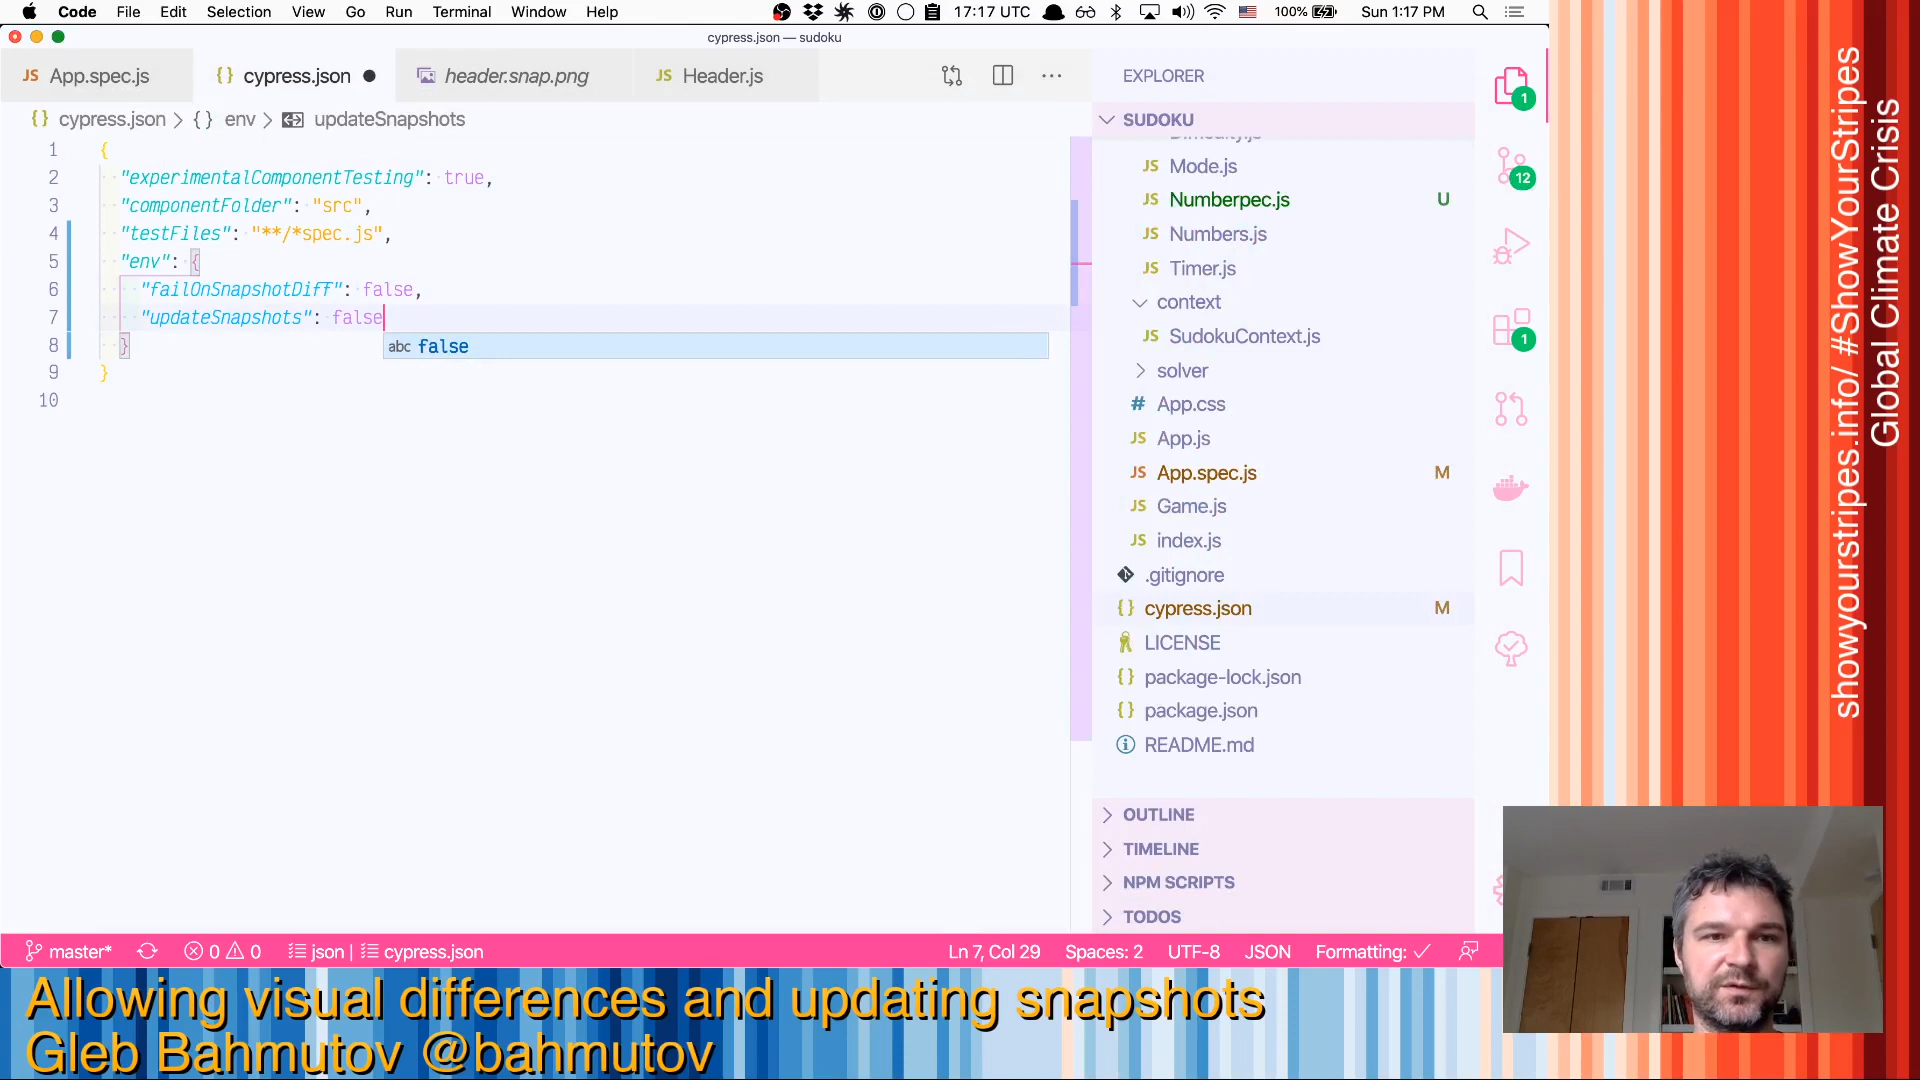 Code File Edit Selection View Go Run Terminal Window Help 17:17 UTC 100% Sun 1:17 PM
cypress.json — sudoku
JS App.spec.js {} cypress.json header.snap.png JS Header.js ···
{} cypress.json > {} env > updateSnapshots
1 {
2 "experimentalComponentTesting": true,
3 "componentFolder": "src",
4 "testFiles": "**/*spec.js",
5 "env": {
6 "failOnSnapshotDiff": false,
7 "updateSnapshots": false
8 }
abc false
9 }
10
EXPLORER
SUDOKU
Difficulty.js
JS Mode.js
JS Numberpec.js U
JS Numbers.js
JS Timer.js
context
JS SudokuContext.js
solver
# App.css
JS App.js
JS App.spec.js M
JS Game.js
JS index.js
.gitignore
{} cypress.json M
LICENSE
{} package-lock.json
{} package.json
README.md
OUTLINE
TIMELINE
NPM SCRIPTS
TODOS
1
12
1
master* 0 0 json | cypress.json Ln 7, Col 29 Spaces: 2 UTF-8 JSON Formatting: ✓
showyourstripes.info/ #ShowYourStripes
Global Climate Crisis
Allowing visual differences and updating snapshots
Gleb Bahmutov @bahmutov